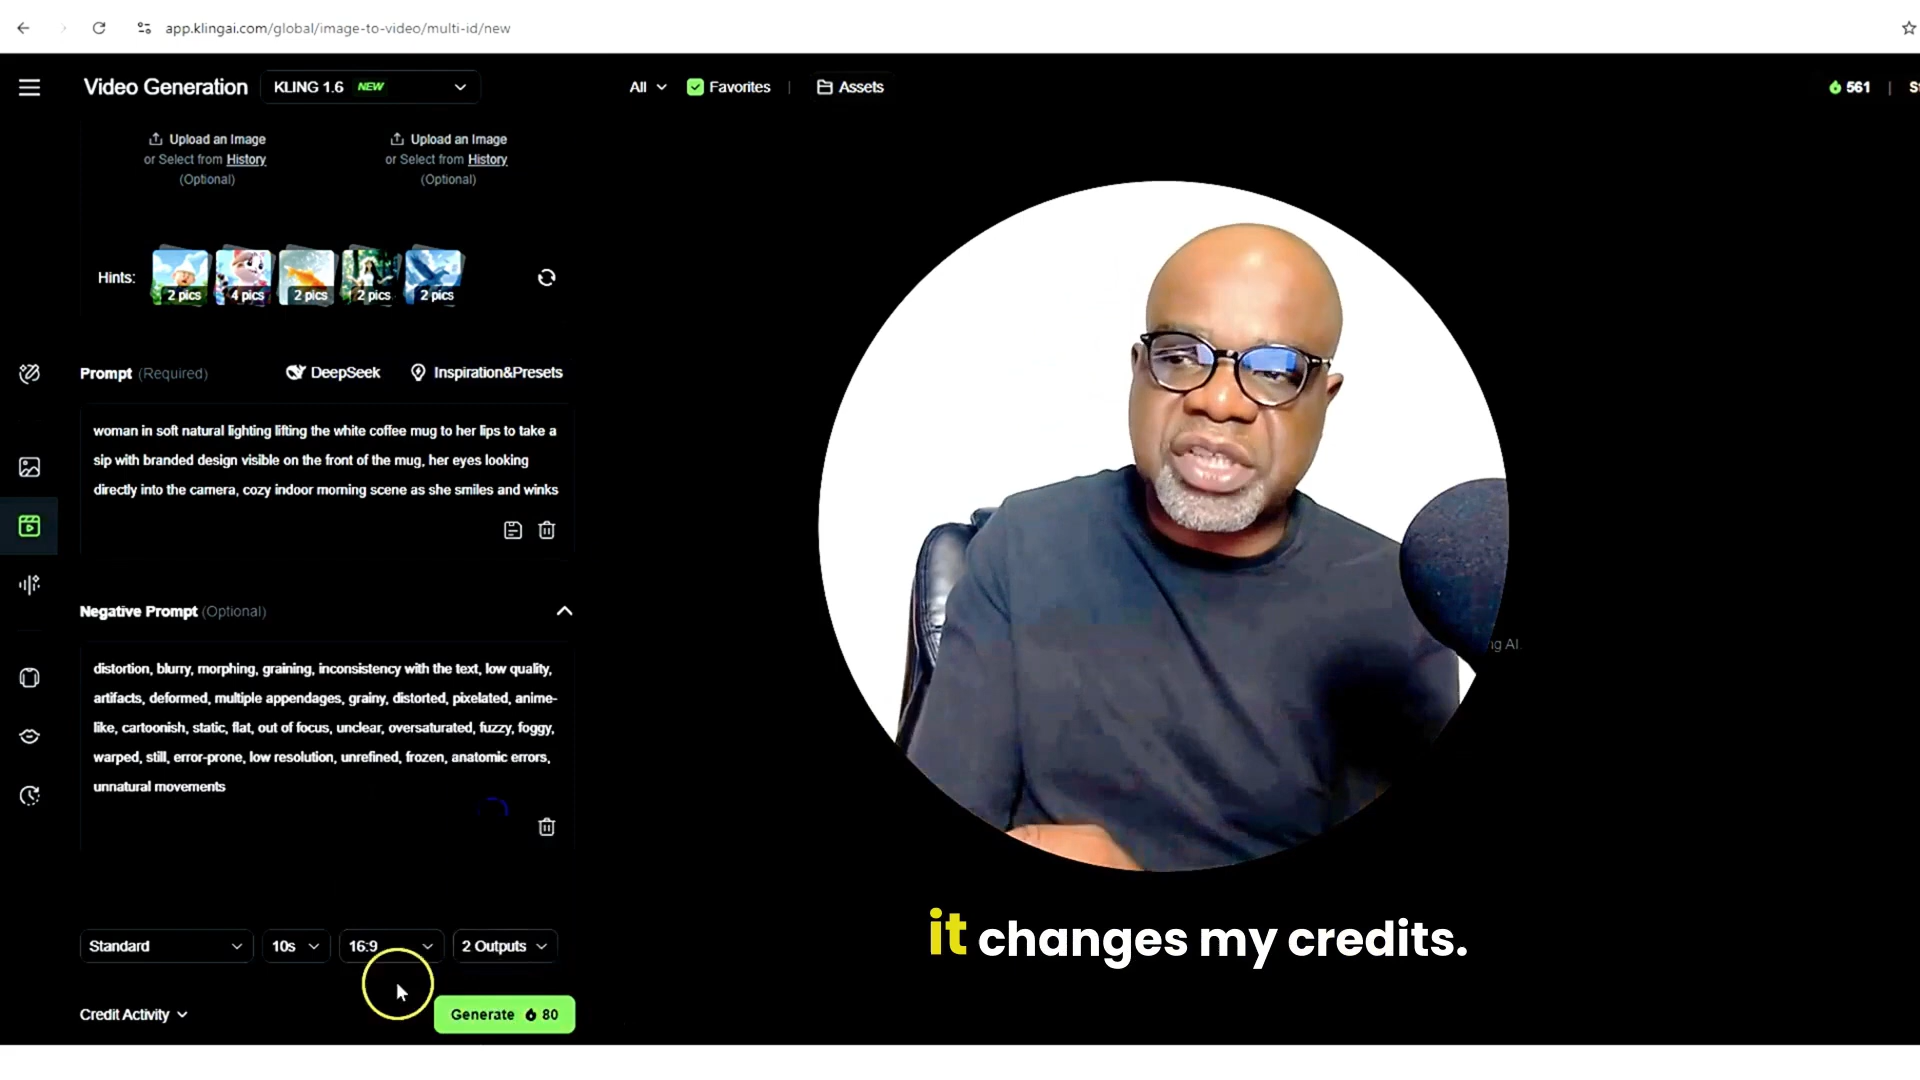 app.klingai.com/global/image-to-video/multi-id/new
Video Generation KLING 1.6 NEW All Favorites | Assets 561 |
Upload an Image Upload an Image
or Select from History or Select from History
(Optional) (Optional)
Hints: 2 pics 4 pics 2 pics 2 pics 2 pics
Prompt (Required) DeepSeek Inspiration&Presets
woman in soft natural lighting lifting the white coffee mug to her lips to take a
sip with branded design visible on the front of the mug, her eyes looking
directly into the camera, cozy indoor morning scene as she smiles and winks
Negative Prompt (Optional)
distortion, blurry, morphing, graining, inconsistency with the text, low quality,
artifacts, deformed, multiple appendages, grainy, distorted, pixelated, anime-
like, cartoonish, static, flat, out of focus, unclear, oversaturated, fuzzy, foggy,
warped, still, error-prone, low resolution, unrefined, frozen, anatomic errors,
unnatural movements
ng AI.
it changes my credits.
Standard 10s 16:9 2 Outputs
Credit Activity Generate 80